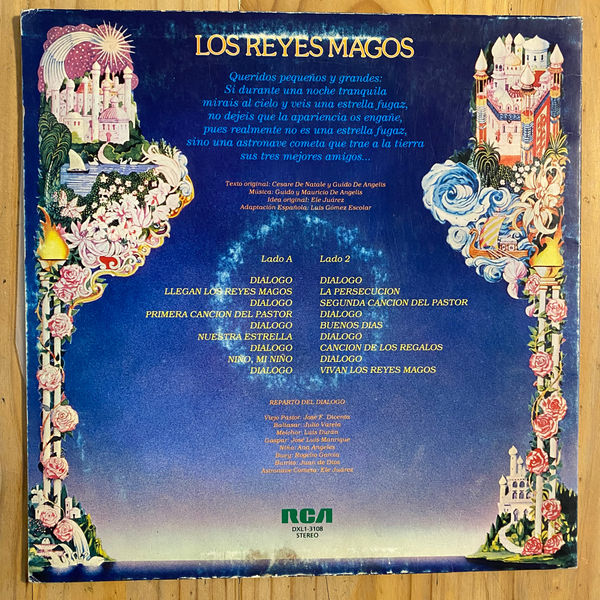 LOS REYES MAGOS
Queridos pequeños y grandes:
Si durante una noche tranquila
mirais al cielo y veis una estrella fugaz,
no dejeis que la apariencia os engañe,
pues realmente no es una estrella fugaz,
sino una astronave cometa que trae a la tierra
sus tres mejores amigos...
Texto original: Cesare De Natale y Guido De Angelis
Música: Guido y Mauricio De Angelis
Idea original: Ele Juárez
Adaptación Española: Luis Gómez Escolar
Lado A
DIALOGO
LLEGAN LOS REYES MAGOS
DIALOGO
PRIMERA CANCION DEL PASTOR
DIALOGO
NUESTRA ESTRELLA
DIALOGO
NIÑO, MI NIÑO
DIALOGO
Lado 2
DIALOGO
LA PERSECUCION
SEGUNDA CANCION DEL PASTOR
DIALOGO
BUENOS DIAS
DIALOGO
CANCION DE LOS REGALOS
DIALOGO
VIVAN LOS REYES MAGOS
REPARTO DEL DIALOGO
Viejo Pastor: José F. Dicenta
Baltasar: Julio Varela
Melchor: Luis Durán
Gaspar: José Luis Manrique
Niño: Ana Angeles
Buey: Rogelio García
Burrito: Juan de Dios
Astronave Cometa: Ele Juárez
RCA
DXL1-3108
STEREO